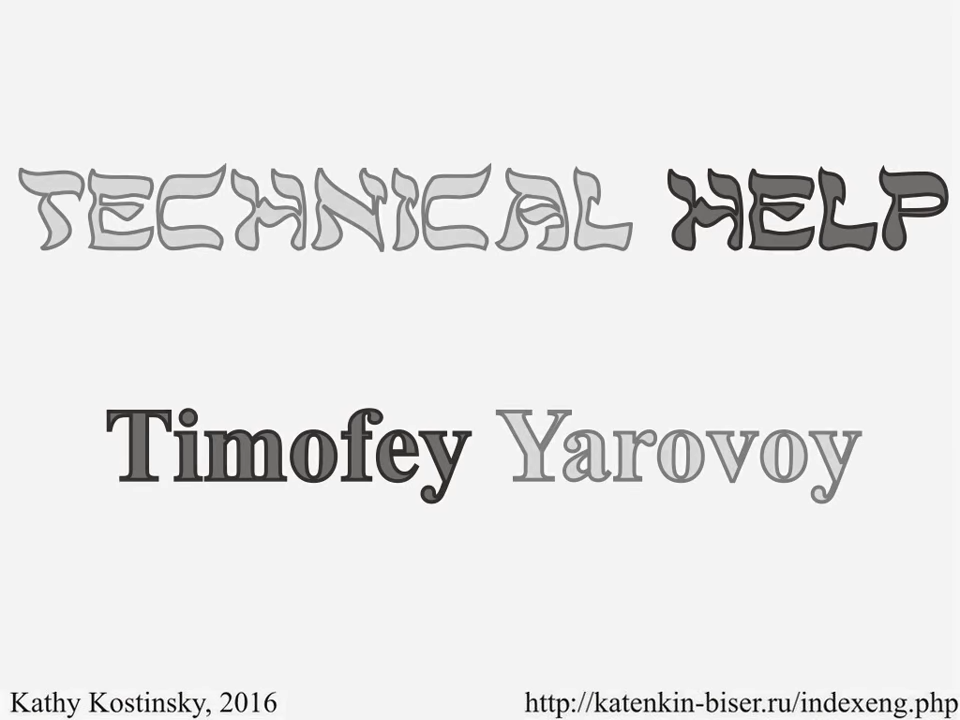 TECHNICAL HELP
Timofey Yarovoy
Kathy Kostinsky, 2016
http://katenkin-biser.ru/indexeng.php